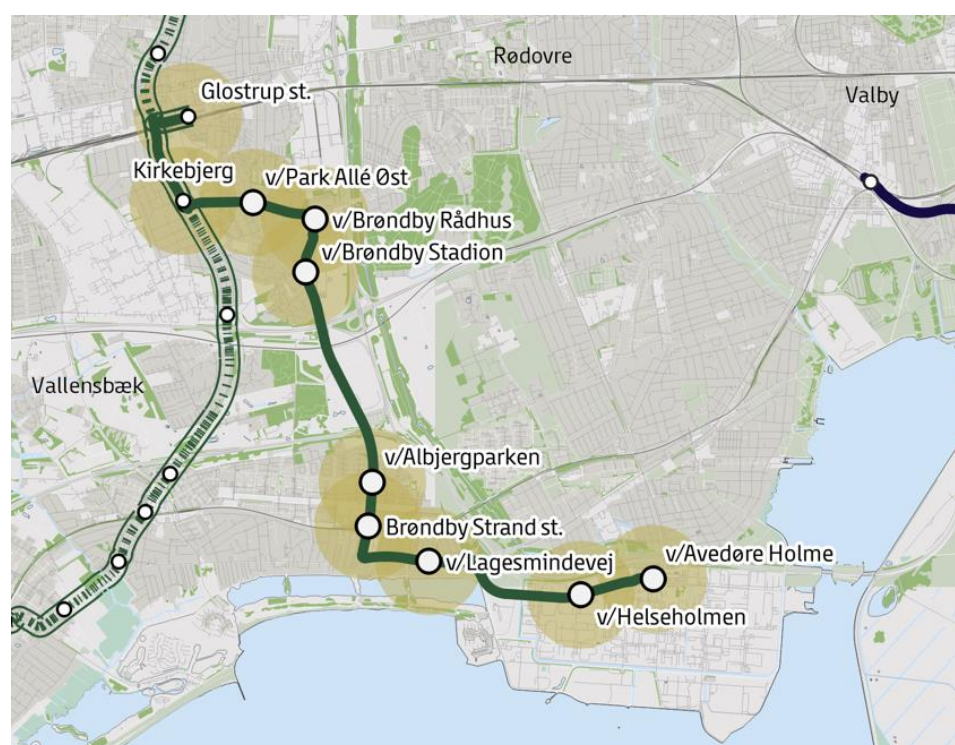 Rødovre
Glostrup st.
Valby
Kirkebjerg
v/Park Allé Øst
v/Brøndby Rådhus
v/Brøndby Stadion
Vallensbæk
v/Albjergparken
Brøndby Strand st.
v/Lagesmindevej
v/Avedøre Holme
v/Helseholmen